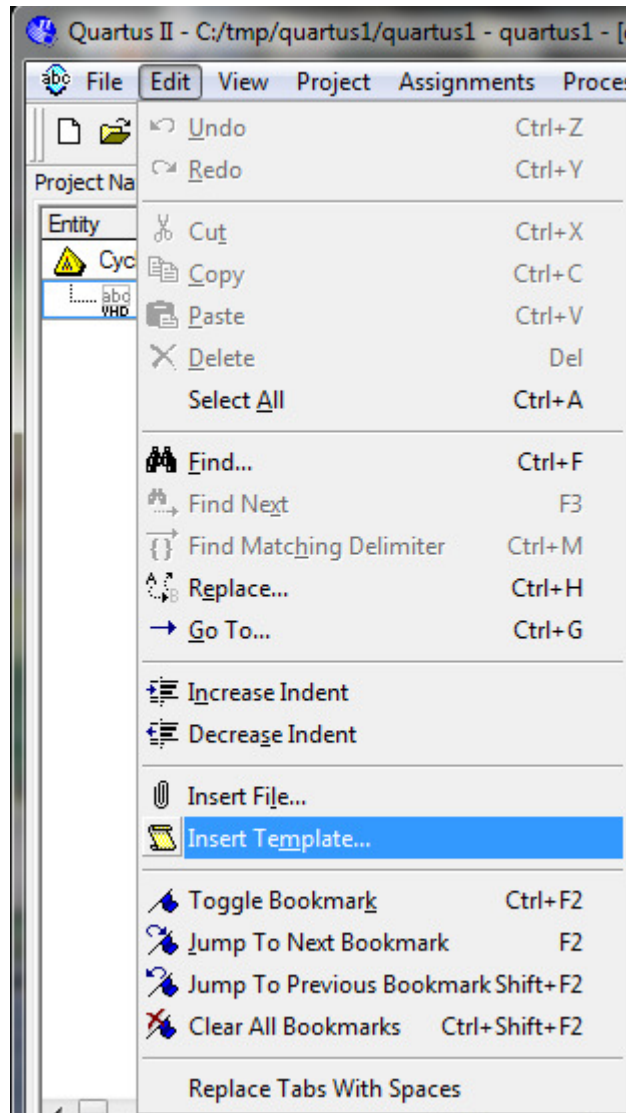 Quartus II - C:/tmp/quartus1/quartus1 - quartus1 - [
File Edit View Project Assignments Proces
Undo Ctrl+Z
Redo Ctrl+Y
Project Na
Entity
Cut Ctrl+X
Cycl
Copy Ctrl+C
abc
VHD
Paste Ctrl+V
Delete Del
Select All Ctrl+A
Find... Ctrl+F
Find Next F3
Find Matching Delimiter Ctrl+M
Replace... Ctrl+H
Go To... Ctrl+G
Increase Indent
Decrease Indent
Insert File...
Insert Template...
Toggle Bookmark Ctrl+F2
Jump To Next Bookmark F2
Jump To Previous Bookmark Shift+F2
Clear All Bookmarks Ctrl+Shift+F2
Replace Tabs With Spaces